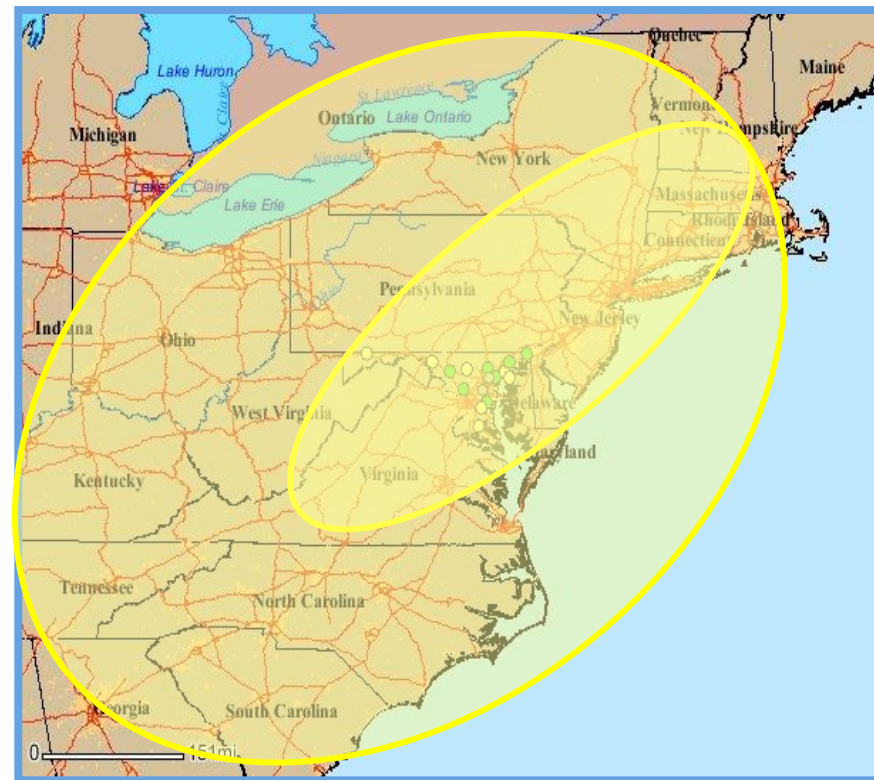 Quebec
Maine
Lake Huron
St. Lawrence
Vermont
Ontario
Lake Ontario
New Hampshire
Michigan
Niagara
New York
Lake St. Claire
Massachusetts
Lake Erie
Rhode Island
Connecticut
Pennsylvania
Ohio
New Jersey
Indiana
Ohio
Delaware
West Virginia
Maryland
Virginia
Kentucky
Tennessee
North Carolina
Georgia
South Carolina
0 151mi